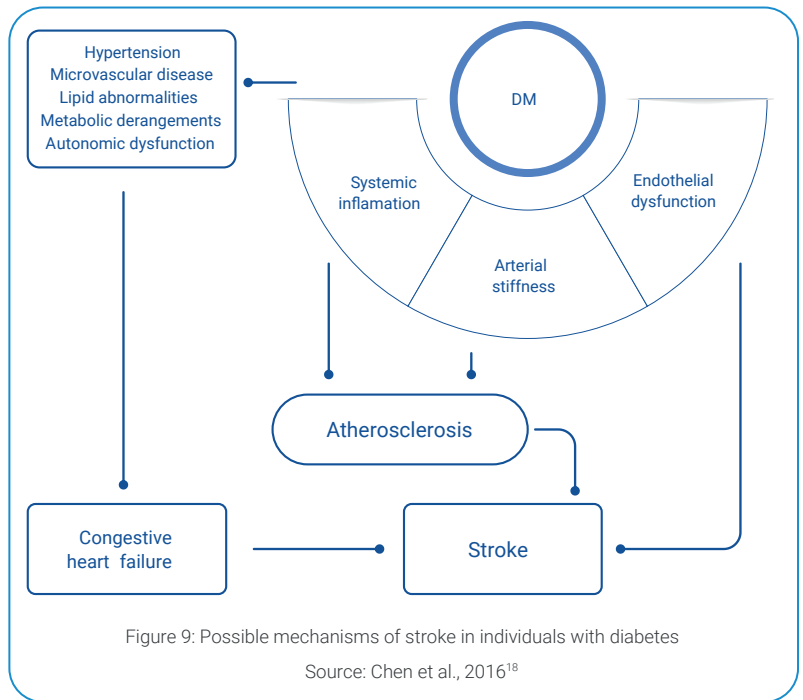 Hypertension
Microvascular disease
Lipid abnormalities
Metabolic derangements
Autonomic dysfunction
DM
Systemic
inflamation
Arterial
stiffness
Endothelial
dysfunction
Atherosclerosis
Congestive
heart failure
Stroke
Figure 9: Possible mechanisms of stroke in individuals with diabetes
Source: Chen et al., 2016¹⁸